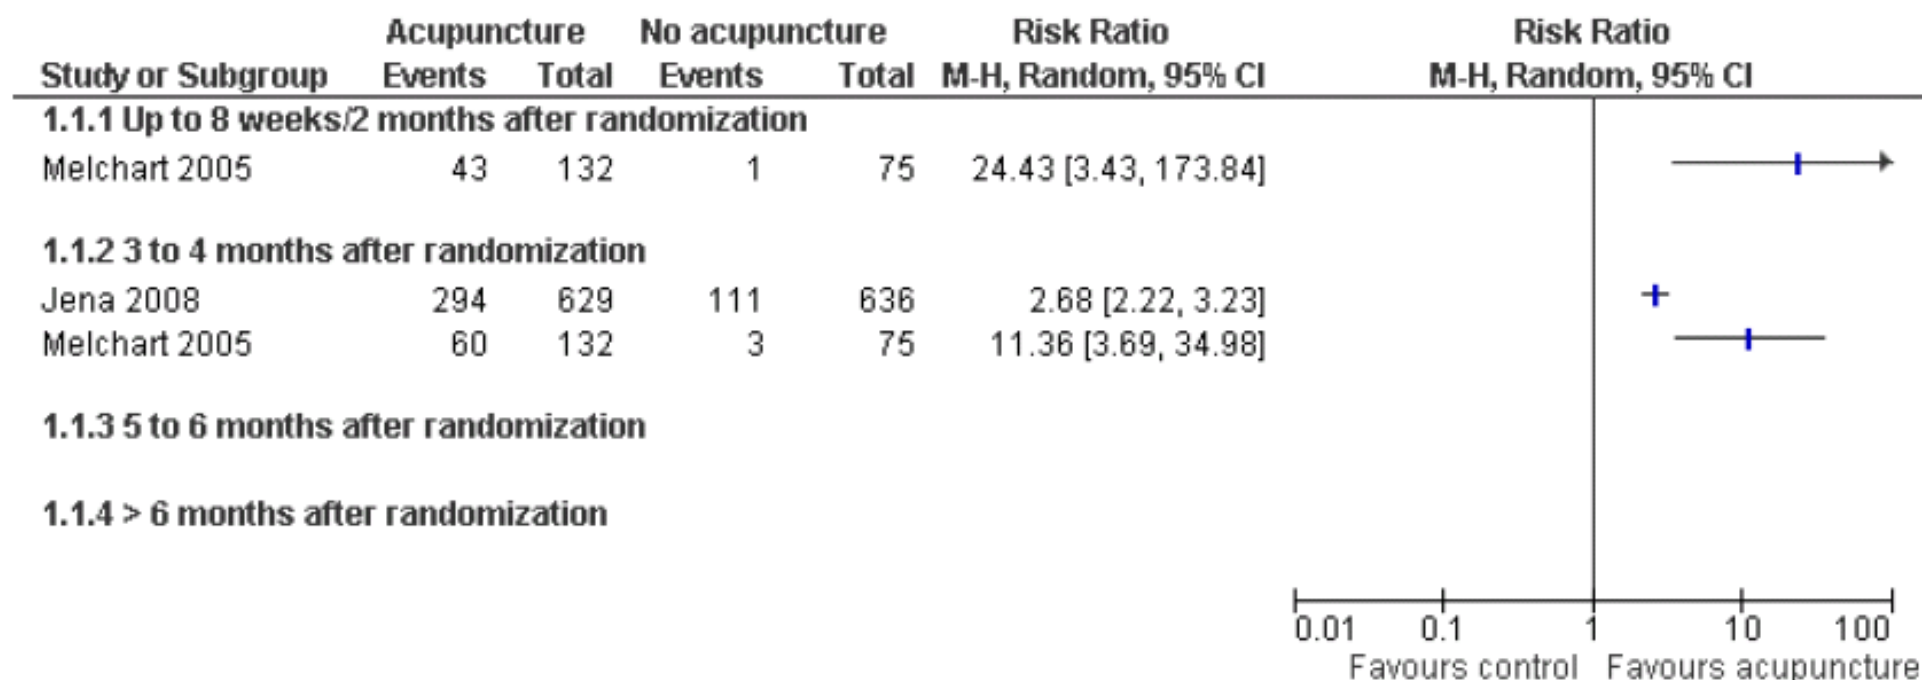 Acupuncture No acupuncture Risk Ratio Risk Ratio
Study or Subgroup Events Total Events Total M-H, Random, 95% CI M-H, Random, 95% CI
1.1.1 Up to 8 weeks/2 months after randomization
Melchart 2005 43 132 1 75 24.43 [3.43, 173.84]
1.1.2 3 to 4 months after randomization
Jena 2008 294 629 111 636 2.68 [2.22, 3.23]
Melchart 2005 60 132 3 75 11.36 [3.69, 34.98]
1.1.3 5 to 6 months after randomization
1.1.4 > 6 months after randomization
0.01 0.1 1 10 100
Favours control Favours acupuncture